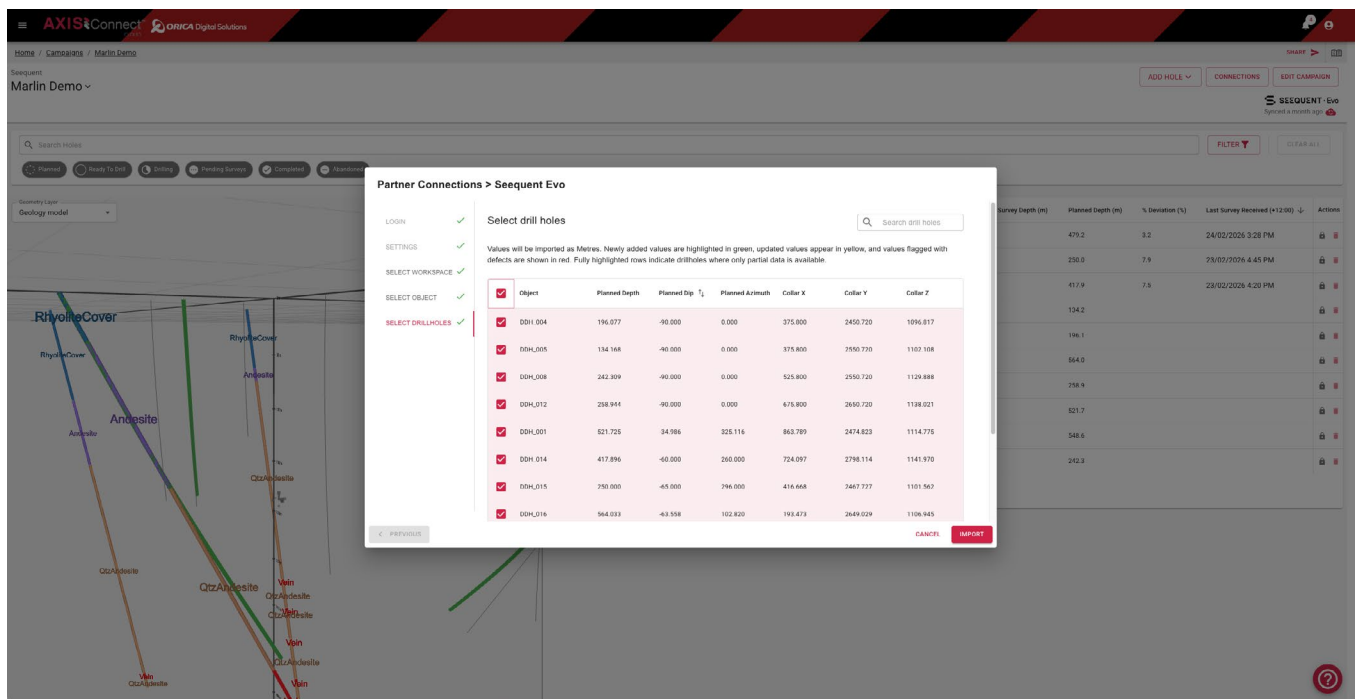 AXIS Connect
ORICA Digital Solutions
4
Home / Campaigns / Marlin Demo
SHARE
Seequent
Marlin Demo
ADD HOLE
CONNECTIONS
EDIT CAMPAIGN
SEEQUENT · Evo
Synced a month ago
Search Holes
FILTER
CLEAR ALL
Planned
Ready To Drill
Drilling
Pending Surveys
Completed
Abandoned
Geometry Layer
Geology model
Survey Depth (m) Planned Depth (m) % Deviation (%) Last Survey Received (+12:00) Actions
479.2 3.2 24/02/2026 3:28 PM
250.0 7.9 23/02/2026 4:45 PM
417.9 23/02/2026 4:20 PM
134.2
196.1
564.0
258.9
521.7
548.6
242.3
Partner Connections > Seequent Evo
LOGIN
SETTINGS
SELECT WORKSPACE
SELECT OBJECT
SELECT DRILLHOLES
Select drill holes
Search drill holes
Values will be imported as Metres. Newly added values are highlighted in green, updated values appear in yellow, and values flagged with
defects are shown in red. Fully highlighted rows indicate drillholes where only partial data is available.
Object Planned Depth Planned Dip Planned Azimuth Collar X Collar Y Collar Z
DDH_004 196.077 -90.000 0.000 375.800 2450.720 1096.817
DDH_005 134.168 -90.000 0.000 375.800 2550.720 1102.108
DDH_008 242.309 -90.000 0.000 525.800 2550.720 1129.888
DDH_012 258.944 -90.000 0.000 675.800 2650.720 1138.021
DDH_001 521.725 34.986 325.116 863.789 2474.823 1114.775
DDH_014 417.896 -60.000 260.000 724.097 2798.114 1141.970
DDH_015 250.000 -65.000 296.000 416.668 2467.727 1101.562
DDH_016 564.033 -63.558 102.820 193.473 2649.029 1106.945
PREVIOUS
CANCEL
IMPORT
RhyoliteCover
RhyoliteCover
RhyoliteCover
Andesite
Andesite
Andesite
QtzAndesite
QtzAndesite
QtzAndesite
Vein
QtzAndesite
Vein
QtzAndesite
Vein
QtzAndesite
Vein
QtzAndesite
Vein